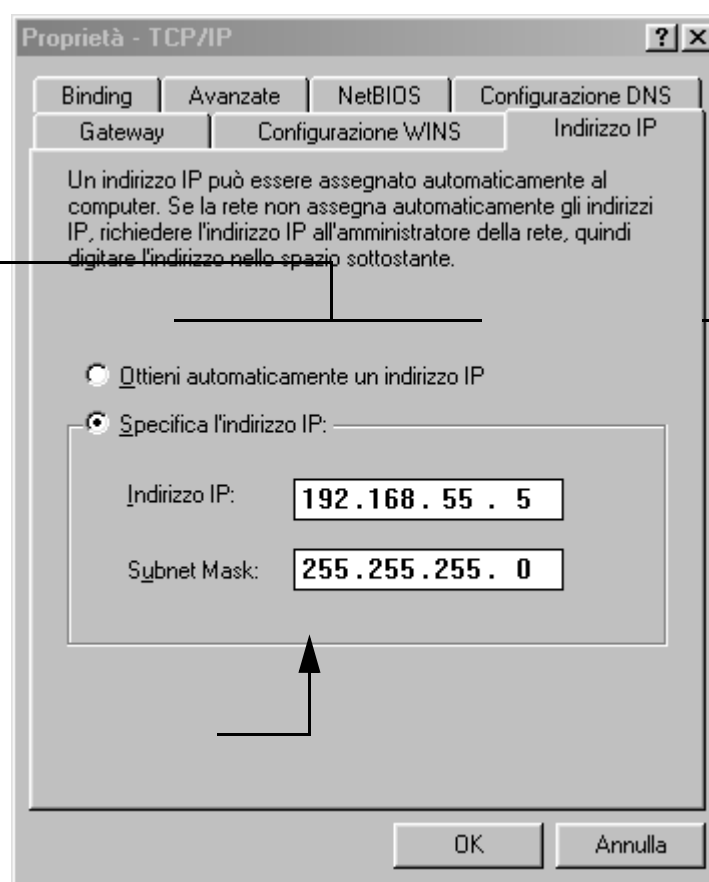 Proprietà - TCP/IP
Binding Avanzate NetBIOS Configurazione DNS
Gateway Configurazione WINS Indirizzo IP
Un indirizzo IP può essere assegnato automaticamente al
computer. Se la rete non assegna automaticamente gli indirizzi
IP, richiedere l'indirizzo IP all'amministratore della rete, quindi
digitare l'indirizzo nello spazio sottostante.
Ottieni automaticamente un indirizzo IP
Specifica l'indirizzo IP:
Indirizzo IP: 192.168. 55 . 5
Subnet Mask: 255.255.255. 0
OK Annulla